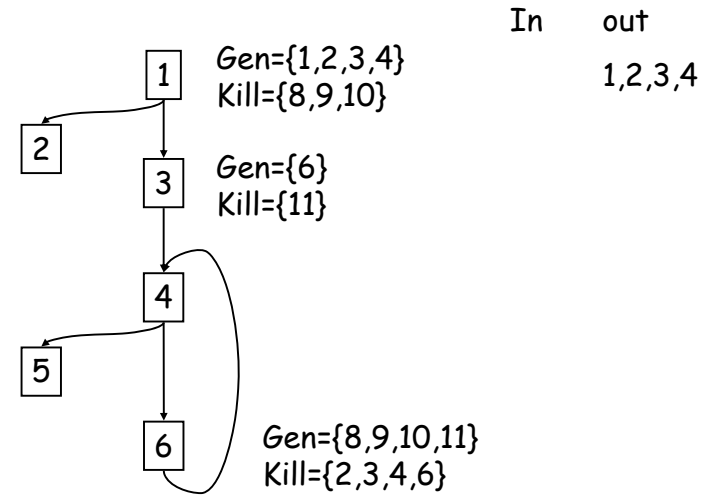 In out
1 Gen={1,2,3,4} 1,2,3,4
Kill={8,9,10}
2
3 Gen={6}
Kill={11}
4
5
6 Gen={8,9,10,11}
Kill={2,3,4,6}